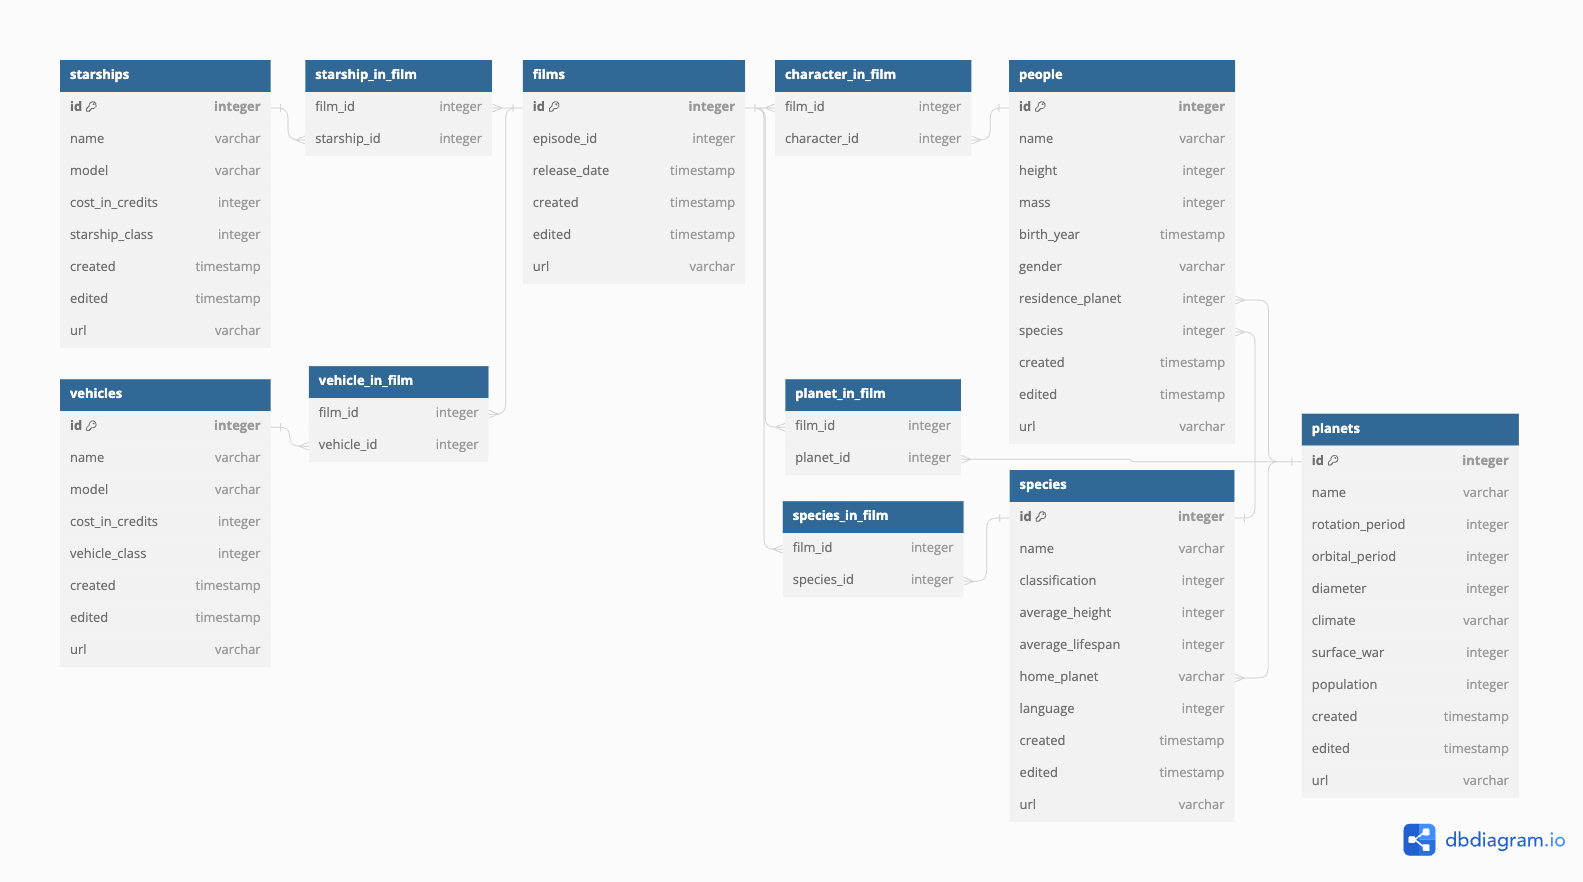 starships
id integer
name varchar
model varchar
cost_in_credits integer
starship_class integer
created timestamp
edited timestamp
url varchar
starship_in_film
film_id integer
starship_id integer
films
id integer
episode_id integer
release_date timestamp
created timestamp
edited timestamp
url varchar
character_in_film
film_id integer
character_id integer
people
id integer
name varchar
height integer
mass integer
birth_year timestamp
gender varchar
residence_planet integer
species integer
created timestamp
edited timestamp
url varchar
vehicles
id integer
name varchar
model varchar
cost_in_credits integer
vehicle_class integer
created timestamp
edited timestamp
url varchar
vehicle_in_film
film_id integer
vehicle_id integer
planet_in_film
film_id integer
planet_id integer
species_in_film
film_id integer
species_id integer
species
id integer
name varchar
classification integer
average_height integer
average_lifespan integer
home_planet varchar
language integer
created timestamp
edited timestamp
url varchar
planets
id integer
name varchar
rotation_period integer
orbital_period integer
diameter integer
climate varchar
surface_war integer
population integer
created timestamp
edited timestamp
url varchar
dbdiagram.io